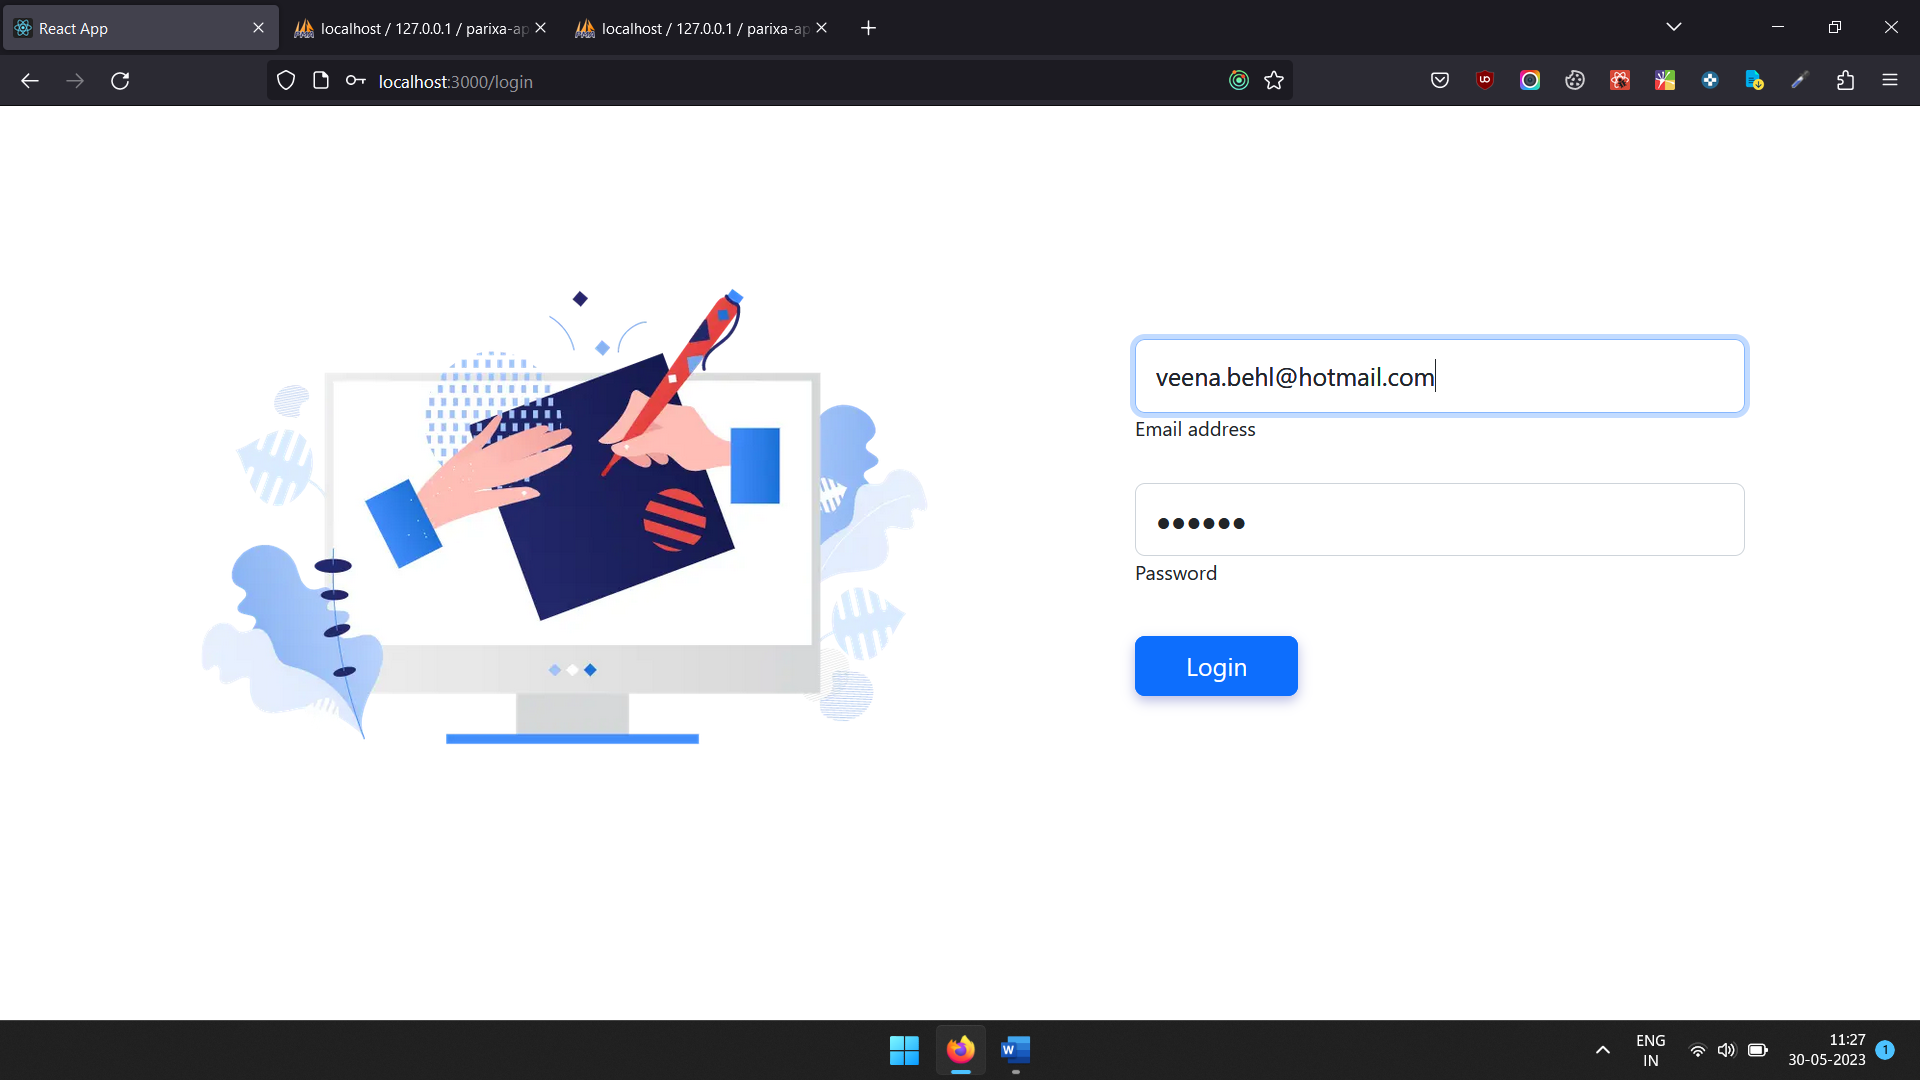 React App
localhost / 127.0.0.1 / parixa-ap
localhost / 127.0.0.1 / parixa-ap
localhost:3000/login
veena.behl@hotmail.com
Email address
●●●●●●
Password
Login
ENG
IN
11:27
30-05-2023
1